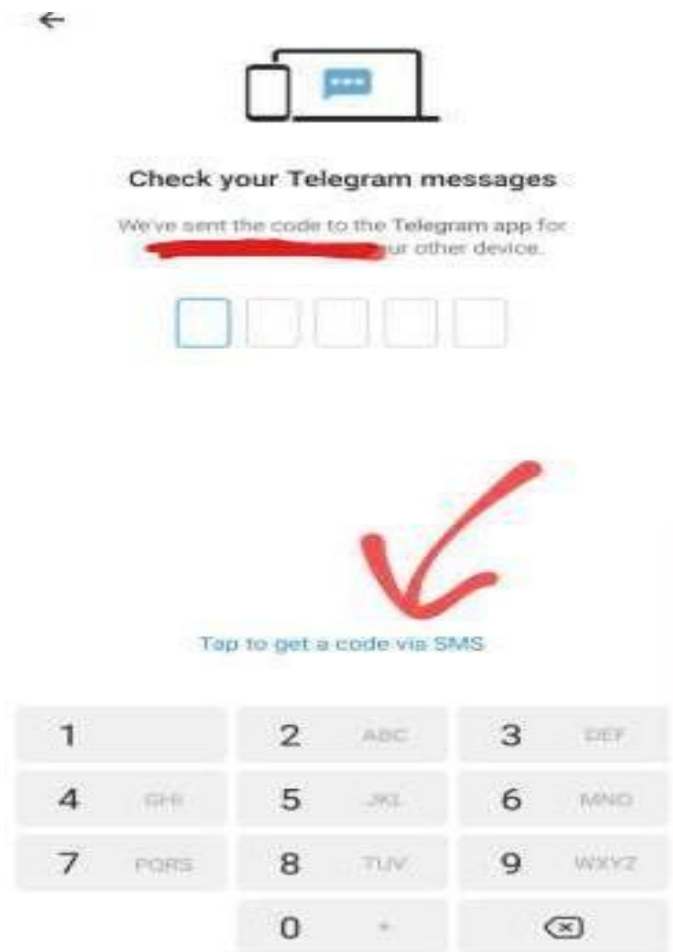 Check your Telegram messages
We've sent the code to the Telegram app for
ur other device.
Tap to get a code via SMS
1
2 ABC
3 DEF
4 GHI
5 JKL
6 MNO
7 PQRS
8 TUV
9 WXYZ
0 +